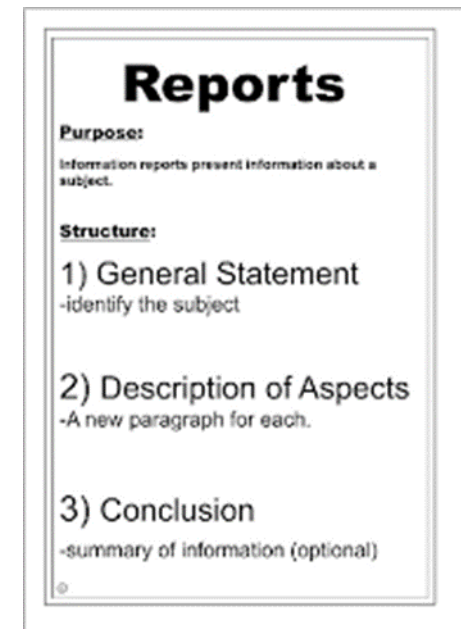 Reports
Purpose:
Information reports present information about a
subject.
Structure:
1) General Statement
-identify the subject
2) Description of Aspects
-A new paragraph for each.
3) Conclusion
-summary of information (optional)